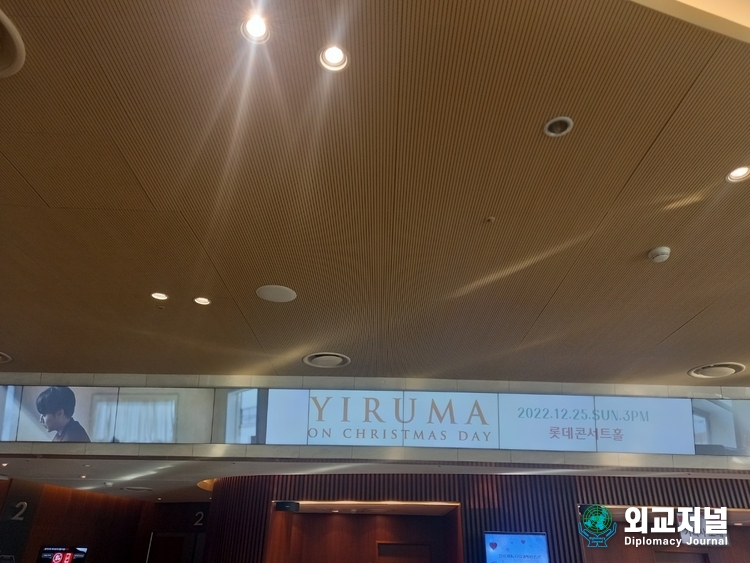 YIRUMA
ON CHRISTMAS DAY
2022.12.25.SUN.3PM
롯데콘서트홀
2
2
외교저널
Diplomacy Journal